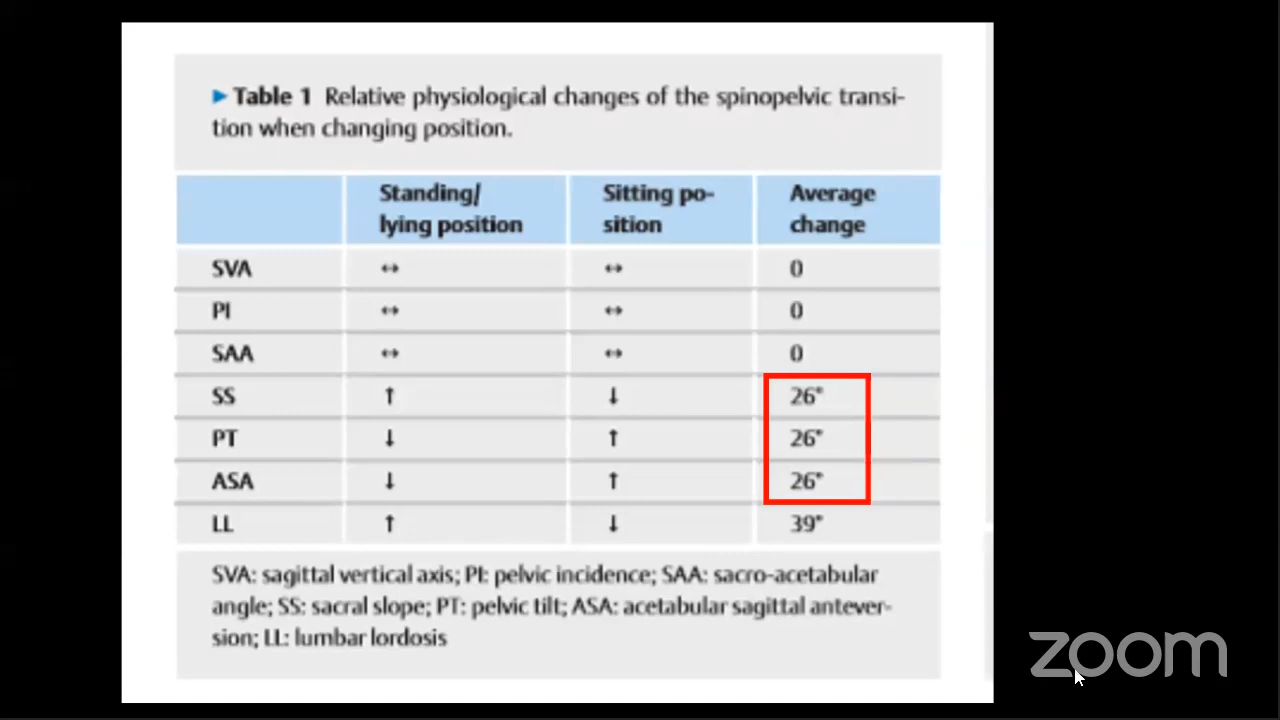 ► Table 1 Relative physiological changes of the spinopelvic transi-
tion when changing position.
Standing/ Sitting po- Average
lying position sition change
SVA ↔ ↔ 0
PI ↔ ↔ 0
SAA ↔ ↔ 0
SS ↑ ↓ 26°
PT ↓ ↑ 26°
ASA ↓ ↑ 26°
LL ↑ ↓ 39°
SVA: sagittal vertical axis; PI: pelvic incidence; SAA: sacro-acetabular
angle; SS: sacral slope; PT: pelvic tilt; ASA: acetabular sagittal antever-
sion; LL: lumbar lordosis
zoom